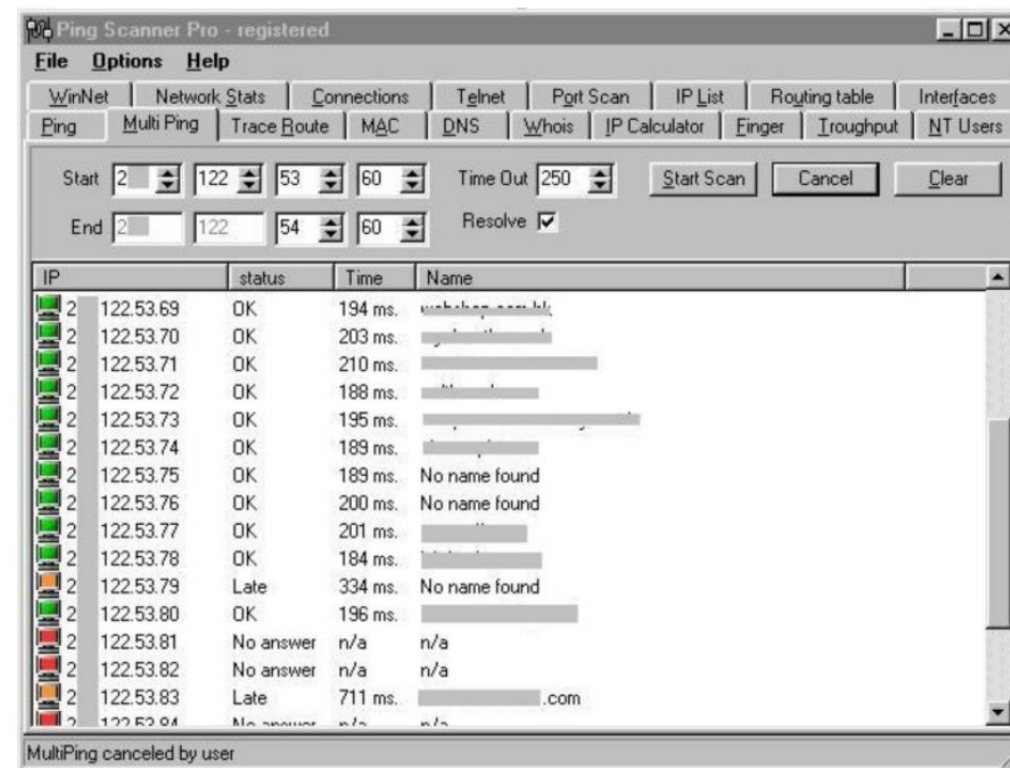 Ping Scanner Pro - registered
File Options Help
WinNet Network Stats Connections Telnet Port Scan IP List Routing table Interfaces
Ping Multi Ping Trace Route MAC DNS Whois IP Calculator Finger Troughput NT Users
Start 2 122 53 60 Time Out 250 Start Scan Cancel Clear
End 2 122 54 60 Resolve
IP status Time Name
2 122.53.69 OK 194 ms.
2 122.53.70 OK 203 ms.
2 122.53.71 OK 210 ms.
2 122.53.72 OK 188 ms.
2 122.53.73 OK 195 ms.
2 122.53.74 OK 189 ms.
2 122.53.75 OK 189 ms. No name found
2 122.53.76 OK 200 ms. No name found
2 122.53.77 OK 201 ms.
2 122.53.78 OK 184 ms.
2 122.53.79 Late 334 ms. No name found
2 122.53.80 OK 196 ms.
2 122.53.81 No answer n/a n/a
2 122.53.82 No answer n/a n/a
2 122.53.83 Late 711 ms. .com
2 122.53.84 No answer n/a n/a
MultiPing canceled by user